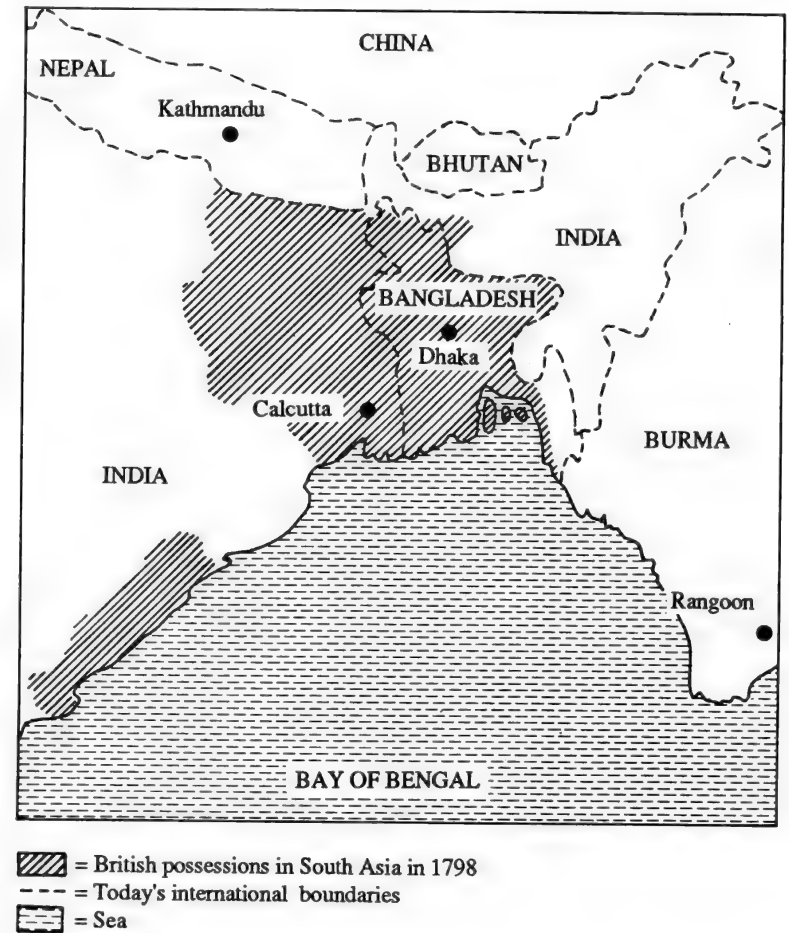 CHINA
NEPAL
Kathmandu
BHUTAN
INDIA
BANGLADESH
Dhaka
Calcutta
BURMA
INDIA
Rangoon
BAY OF BENGAL
= British possessions in South Asia in 1798
= Today's international boundaries
= Sea